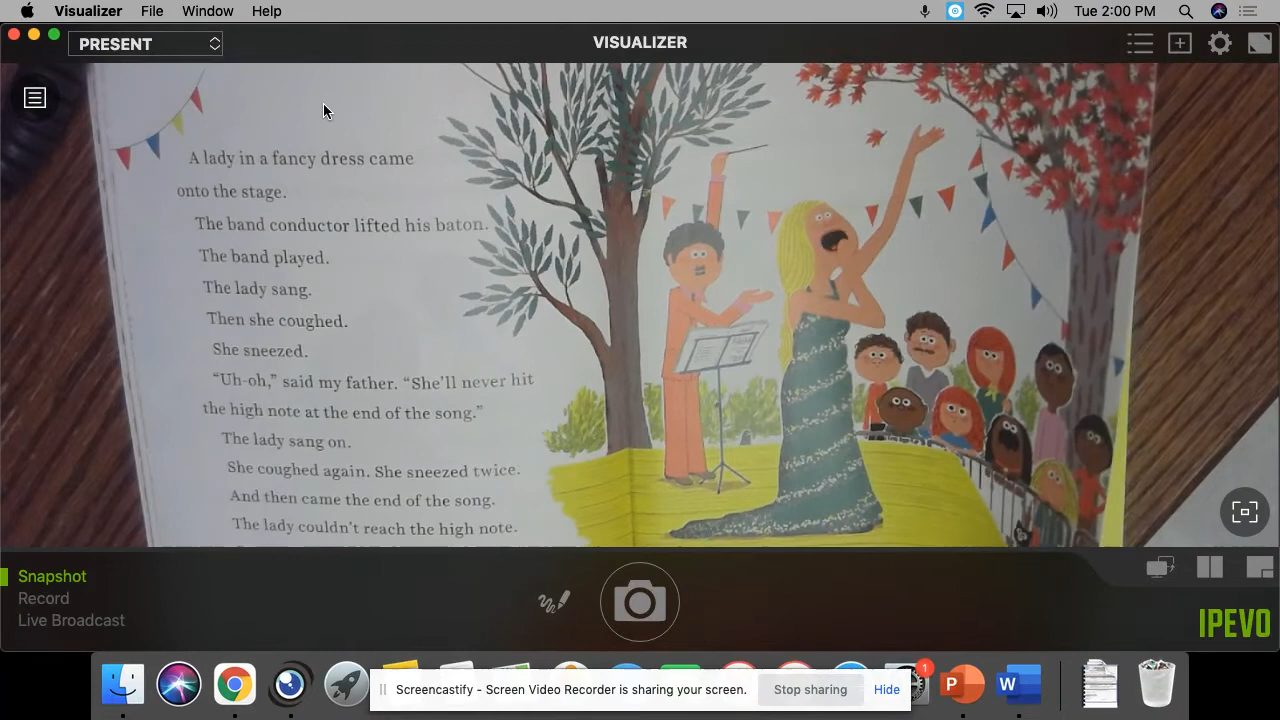 Visualizer File Window Help
Tue 2:00 PM
PRESENT
VISUALIZER
A lady in a fancy dress came
onto the stage.
The band conductor lifted his baton.
The band played.
The lady sang.
Then she coughed.
She sneezed.
“Uh-oh,” said my father. “She’ll never hit
the high note at the end of the song.”
The lady sang on.
She coughed again. She sneezed twice.
And then came the end of the song.
The lady couldn’t reach the high note.
Snapshot
Record
Live Broadcast
IPEVO
1
P
W
Screencastify - Screen Video Recorder is sharing your screen.
Stop sharing
Hide